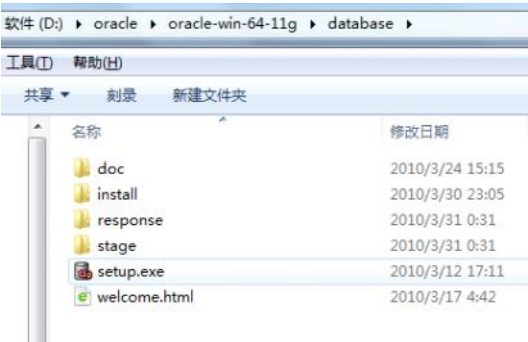 软件 (D:) ▸ oracle ▸ oracle-win-64-11g ▸ database ▸
工具(T) 帮助(H)
共享 ▾ 刻录 新建文件夹
名称 修改日期
doc 2010/3/24 15:15
install 2010/3/30 23:05
response 2010/3/31 0:31
stage 2010/3/31 0:31
setup.exe 2010/3/12 17:11
welcome.html 2010/3/17 4:42